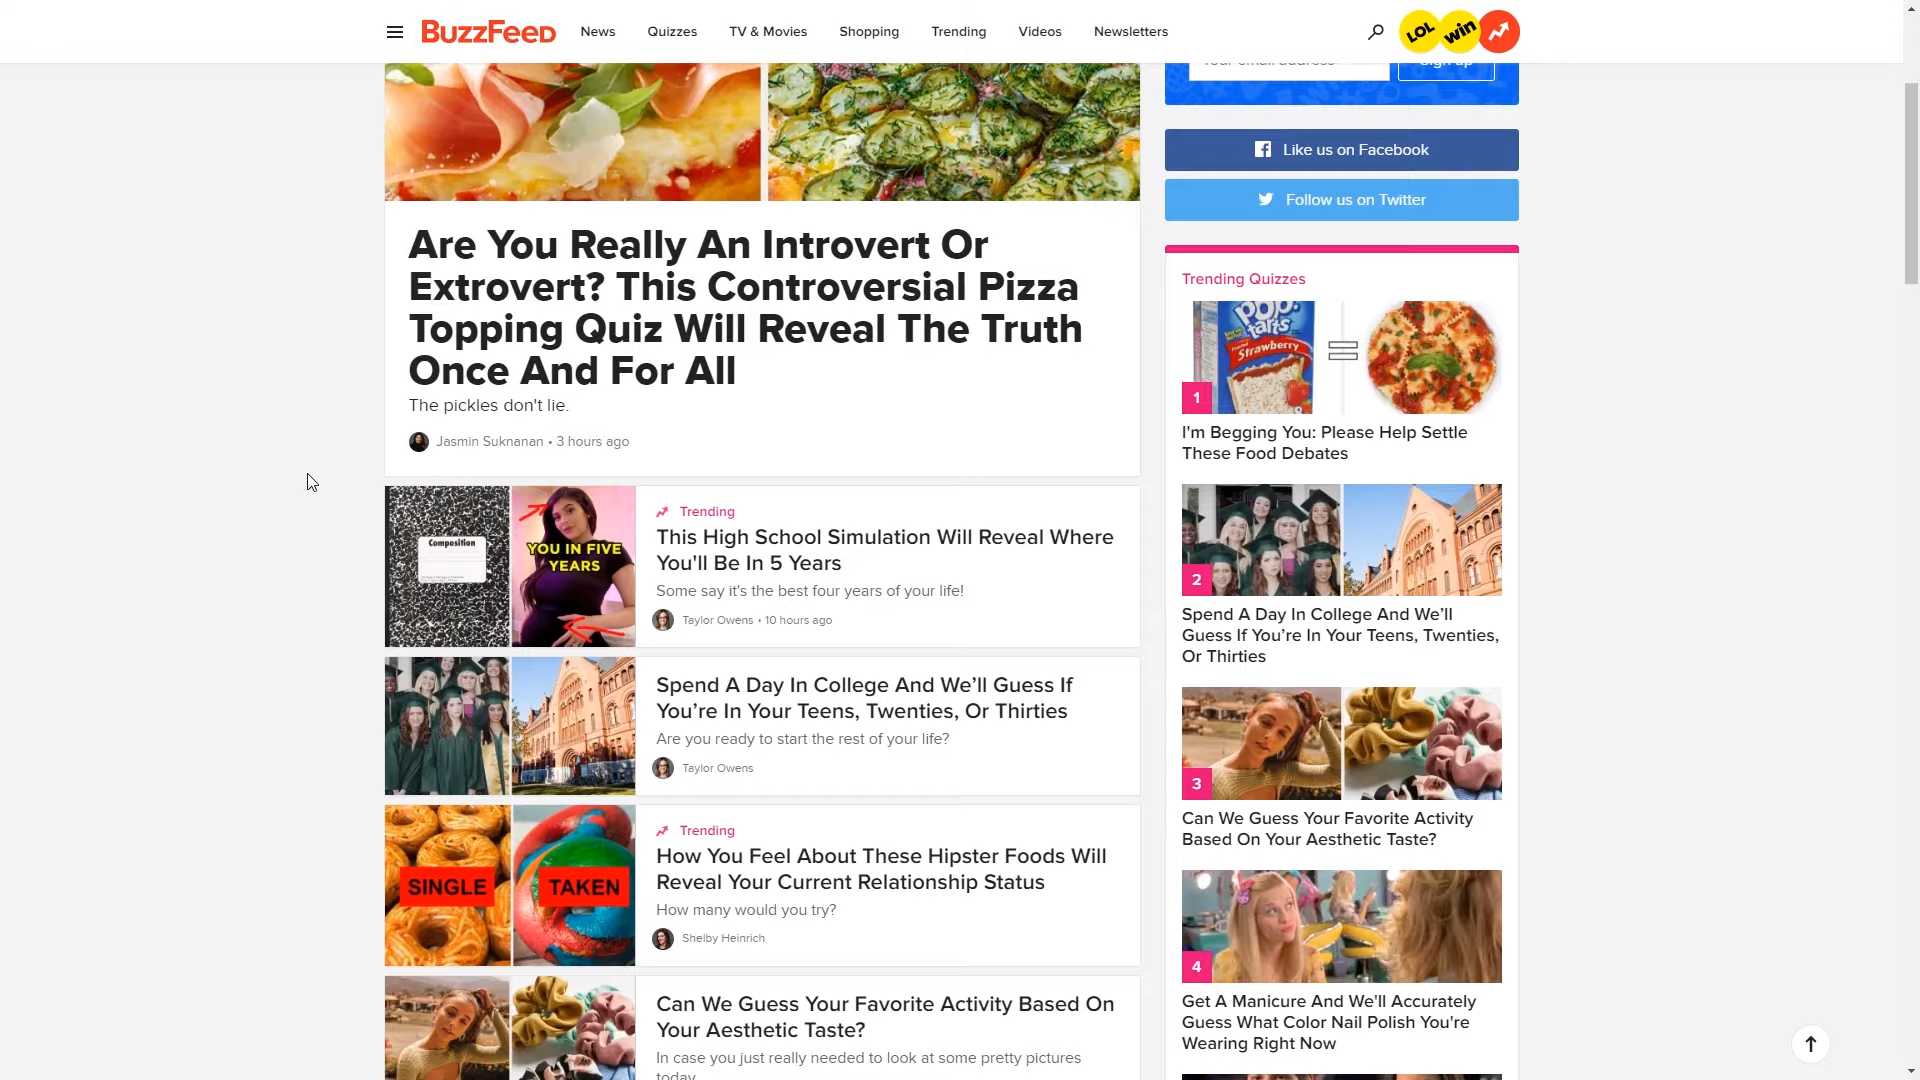 BuzzFeed
News
Quizzes
TV & Movies
Shopping
Trending
Videos
Newsletters
LOL
win
Your email address
Sign up
Are You Really An Introvert Or
Extrovert? This Controversial Pizza
Topping Quiz Will Reveal The Truth
Once And For All
The pickles don't lie.
Jasmin Suknanan • 3 hours ago
Composition
YOU IN FIVE
YEARS
Trending
This High School Simulation Will Reveal Where
You'll Be In 5 Years
Some say it's the best four years of your life!
Taylor Owens • 10 hours ago
Spend A Day In College And We’ll Guess If
You’re In Your Teens, Twenties, Or Thirties
Are you ready to start the rest of your life?
Taylor Owens
SINGLE
TAKEN
Trending
How You Feel About These Hipster Foods Will
Reveal Your Current Relationship Status
How many would you try?
Shelby Heinrich
Can We Guess Your Favorite Activity Based On
Your Aesthetic Taste?
In case you just really needed to look at some pretty pictures
today
Like us on Facebook
Follow us on Twitter
Trending Quizzes
Pop.
tarts
Strawberry
1
I'm Begging You: Please Help Settle
These Food Debates
2
Spend A Day In College And We’ll
Guess If You’re In Your Teens, Twenties,
Or Thirties
3
Can We Guess Your Favorite Activity
Based On Your Aesthetic Taste?
4
Get A Manicure And We'll Accurately
Guess What Color Nail Polish You're
Wearing Right Now